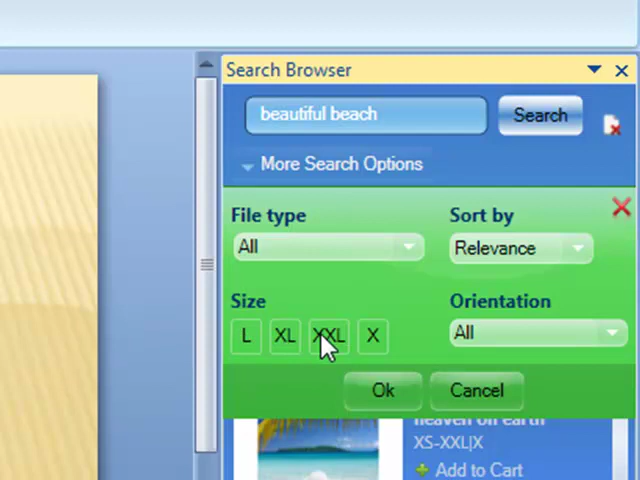 Search Browser
beautiful beach Search
More Search Options
File type Sort by
All Relevance
Size Orientation
L XL XXL X All
Ok Cancel
heaven on earth
XS-XXL|X
Add to Cart